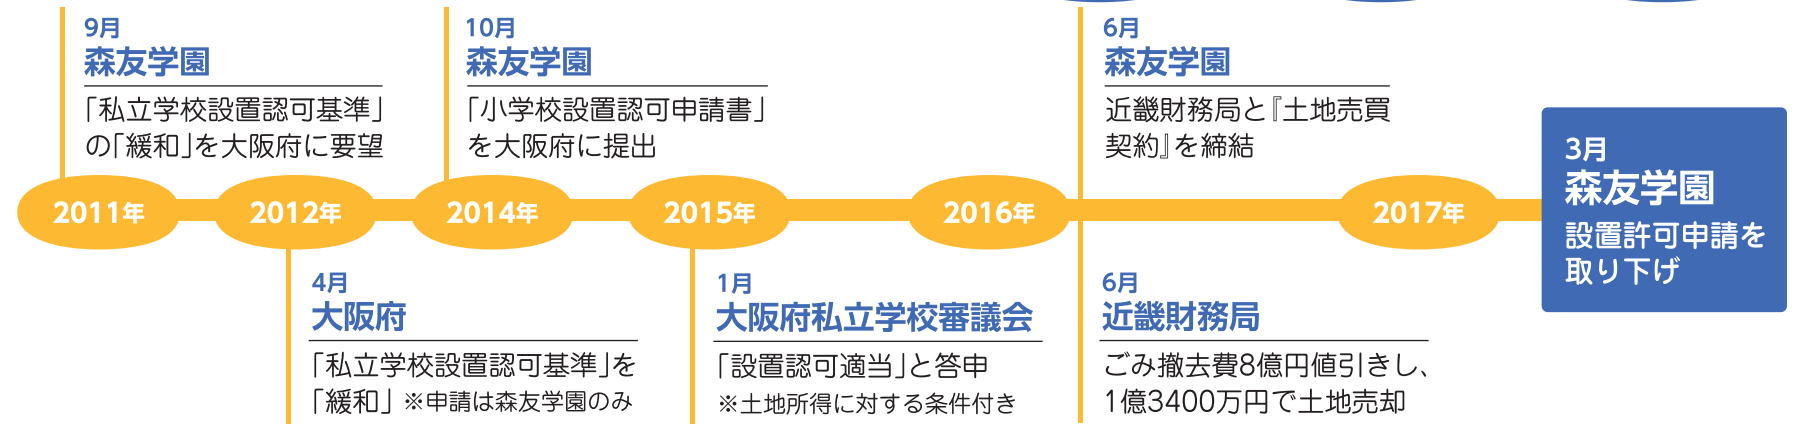 9月
森友学園
「私立学校設置認可基準」
の「緩和」を大阪府に要望
10月
森友学園
「小学校設置認可申請書」
を大阪府に提出
6月
森友学園
近畿財務局と『土地売買
契約』を締結
2011年
2012年
2014年
2015年
2016年
2017年
3月
森友学園
設置許可申請を
取り下げ
4月
大阪府
「私立学校設置認可基準」を
「緩和」※申請は森友学園のみ
1月
大阪府私立学校審議会
「設置認可適当」と答申
※土地所得に対する条件付き
6月
近畿財務局
ごみ撤去費8億円値引きし、
1億3400万円で土地売却